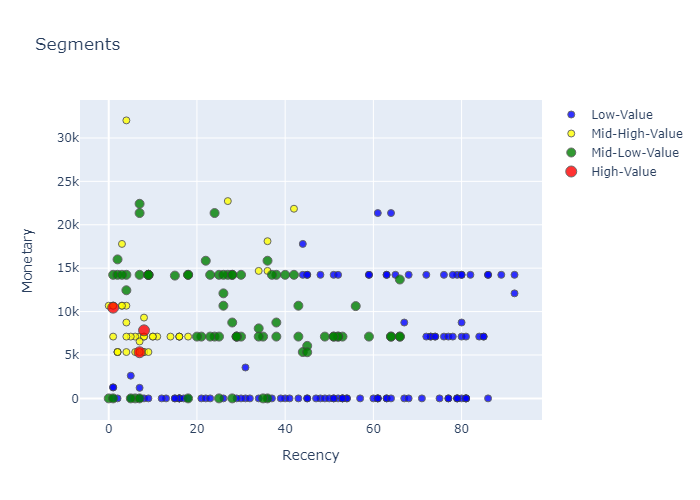 Segments
Low-Value
Mid-High-Value
Mid-Low-Value
High-Value
30k
25k
20k
15k
10k
5k
0
Monetary
0 20 40 60 80
Recency